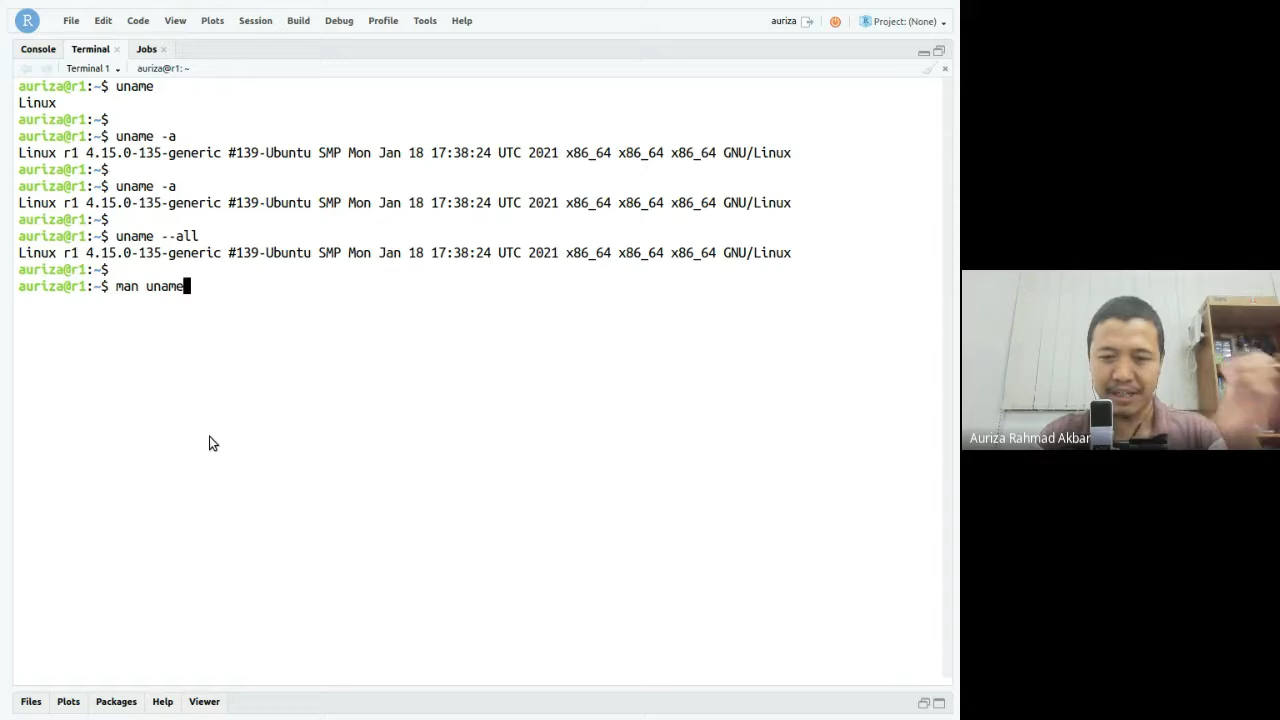 R File Edit Code View Plots Session Build Debug Profile Tools Help auriza R Project: (None)
Console Terminal Jobs
Terminal 1 auriza@r1: ~
auriza@r1:~$ uname
Linux
auriza@r1:~$
auriza@r1:~$ uname -a
Linux r1 4.15.0-135-generic #139-Ubuntu SMP Mon Jan 18 17:38:24 UTC 2021 x86_64 x86_64 x86_64 GNU/Linux
auriza@r1:~$
auriza@r1:~$ uname -a
Linux r1 4.15.0-135-generic #139-Ubuntu SMP Mon Jan 18 17:38:24 UTC 2021 x86_64 x86_64 x86_64 GNU/Linux
auriza@r1:~$
auriza@r1:~$ uname --all
Linux r1 4.15.0-135-generic #139-Ubuntu SMP Mon Jan 18 17:38:24 UTC 2021 x86_64 x86_64 x86_64 GNU/Linux
auriza@r1:~$
auriza@r1:~$ man uname
Auriza Rahmad Akbar
Files Plots Packages Help Viewer